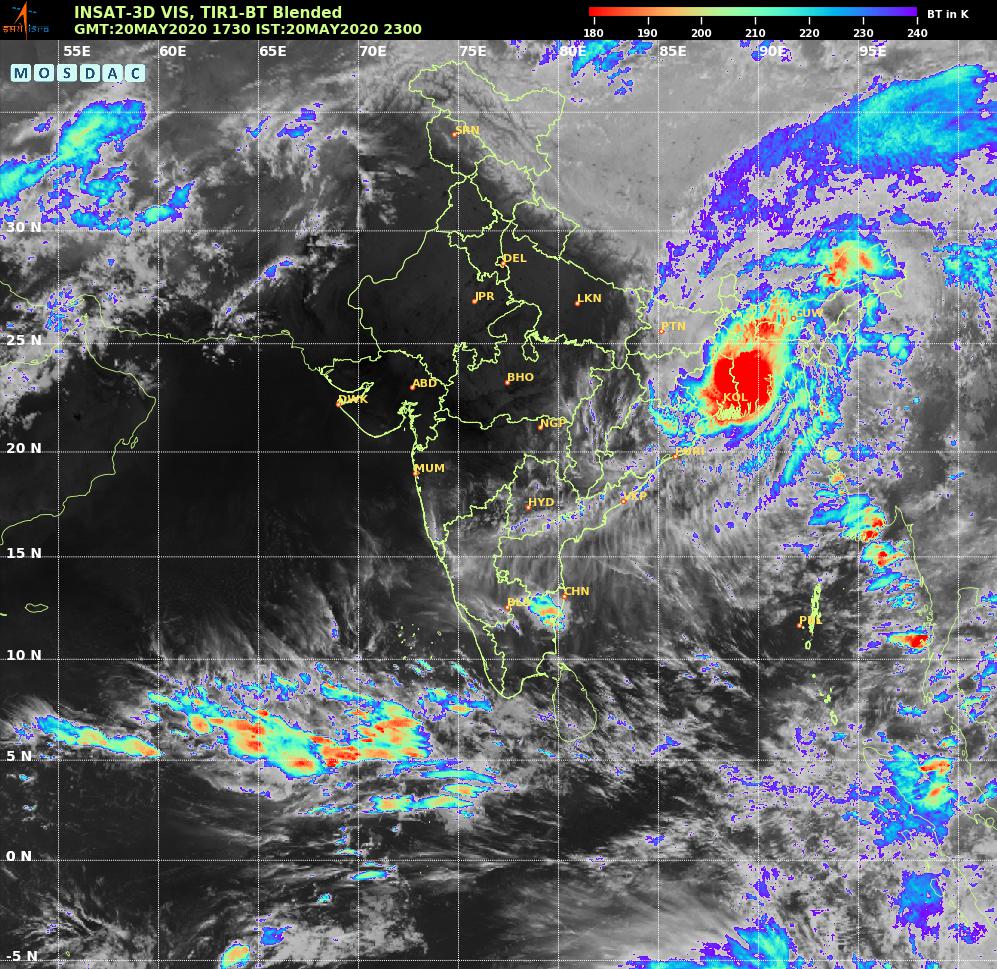 INSAT-3D VIS, TIR1-BT Blended
GMT:20MAY2020 1730 IST:20MAY2020 2300
BT in K
180 190 200 210 220 230 240
55E 60E 65E 70E 75E 80E 85E 90E 95E
MOSDAC
SRN
30 N
DEL
JPR
LKN
GUW
PTN
25 N
BHO
ABD
DWK
KOL
NGP
20 N
PURI
MUM
HYD
VKP
15 N
CHN
BLR
PBL
10 N
5 N
0 N
-5 N